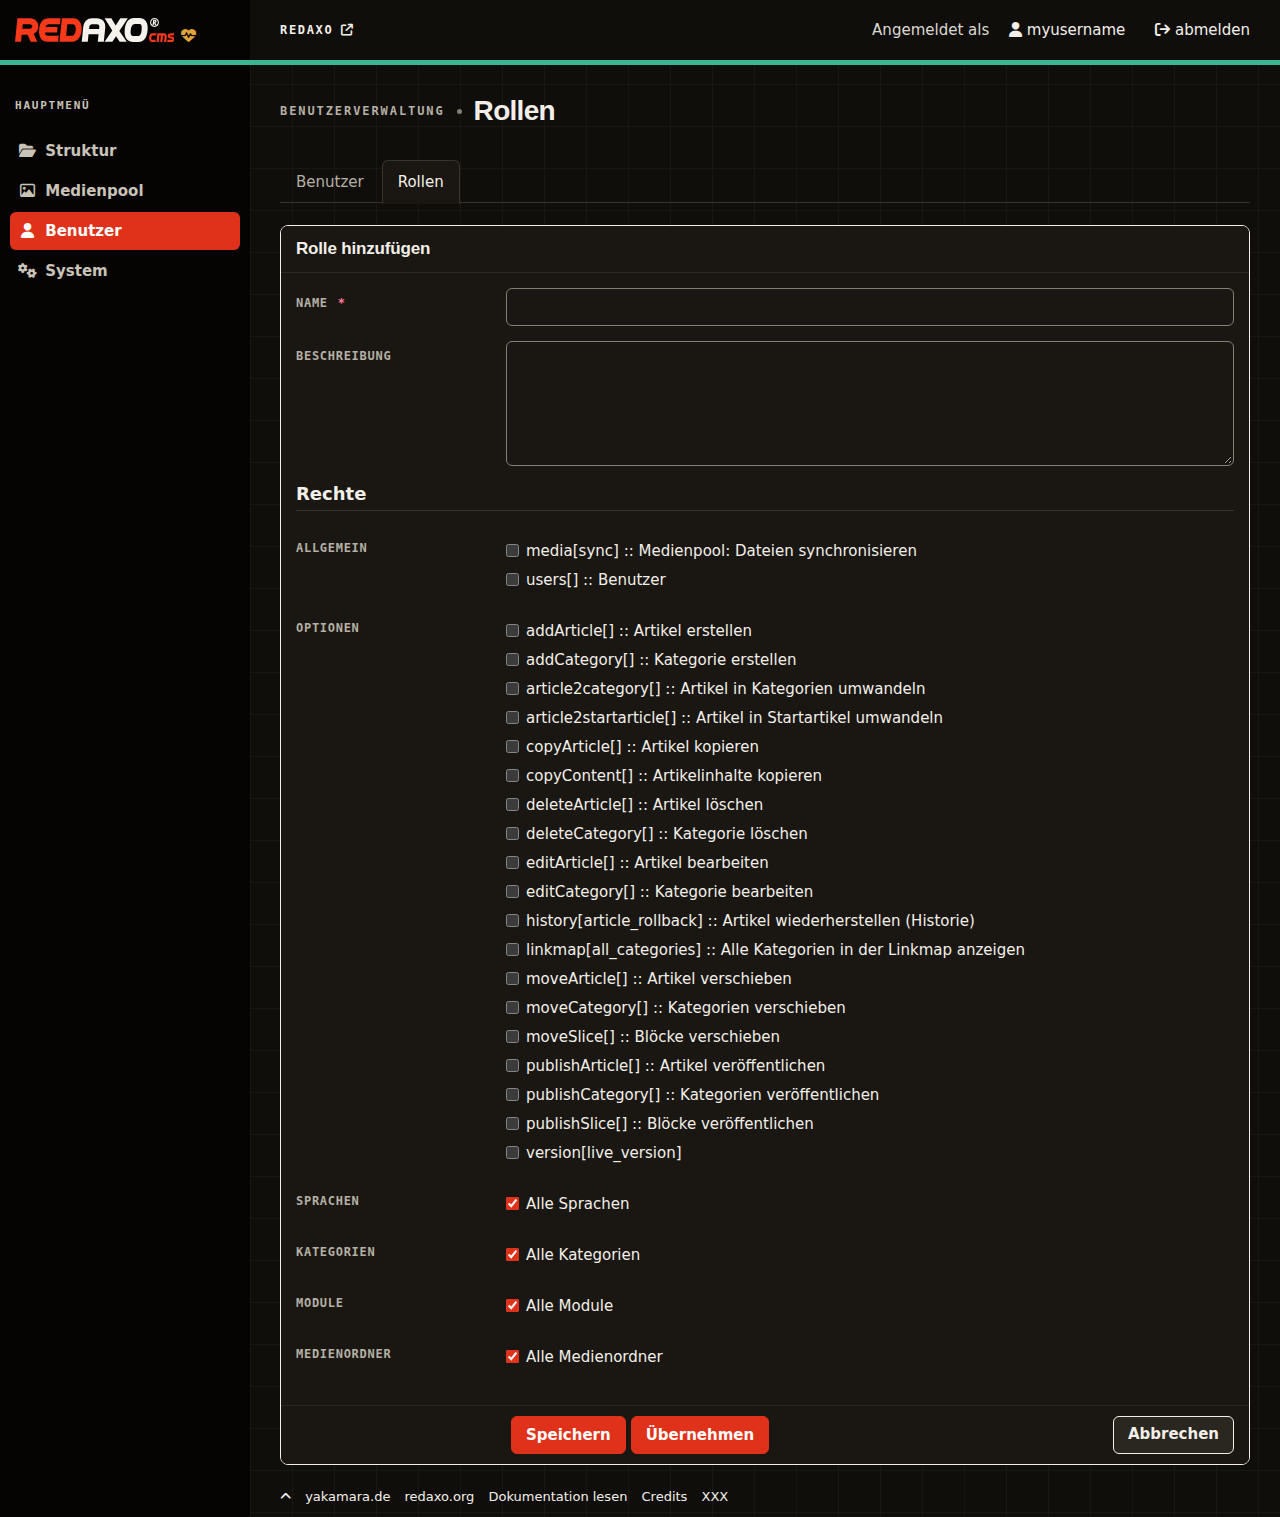 REDAXO® cms
REDAXO
Angemeldet als myusername abmelden
HAUPTMENÜ
Struktur
Medienpool
Benutzer
System
BENUTZERVERWALTUNG • Rollen
Benutzer Rollen
Rolle hinzufügen
NAME *
BESCHREIBUNG
Rechte
ALLGEMEIN
media[sync] :: Medienpool: Dateien synchronisieren
users[] :: Benutzer
OPTIONEN
addArticle[] :: Artikel erstellen
addCategory[] :: Kategorie erstellen
article2category[] :: Artikel in Kategorien umwandeln
article2startarticle[] :: Artikel in Startartikel umwandeln
copyArticle[] :: Artikel kopieren
copyContent[] :: Artikelinhalte kopieren
deleteArticle[] :: Artikel löschen
deleteCategory[] :: Kategorie löschen
editArticle[] :: Artikel bearbeiten
editCategory[] :: Kategorie bearbeiten
history[article_rollback] :: Artikel wiederherstellen (Historie)
linkmap[all_categories] :: Alle Kategorien in der Linkmap anzeigen
moveArticle[] :: Artikel verschieben
moveCategory[] :: Kategorien verschieben
moveSlice[] :: Blöcke verschieben
publishArticle[] :: Artikel veröffentlichen
publishCategory[] :: Kategorien veröffentlichen
publishSlice[] :: Blöcke veröffentlichen
version[live_version]
SPRACHEN
Alle Sprachen
KATEGORIEN
Alle Kategorien
MODULE
Alle Module
MEDIENORDNER
Alle Medienordner
Speichern Übernehmen Abbrechen
yakamara.de redaxo.org Dokumentation lesen Credits XXX